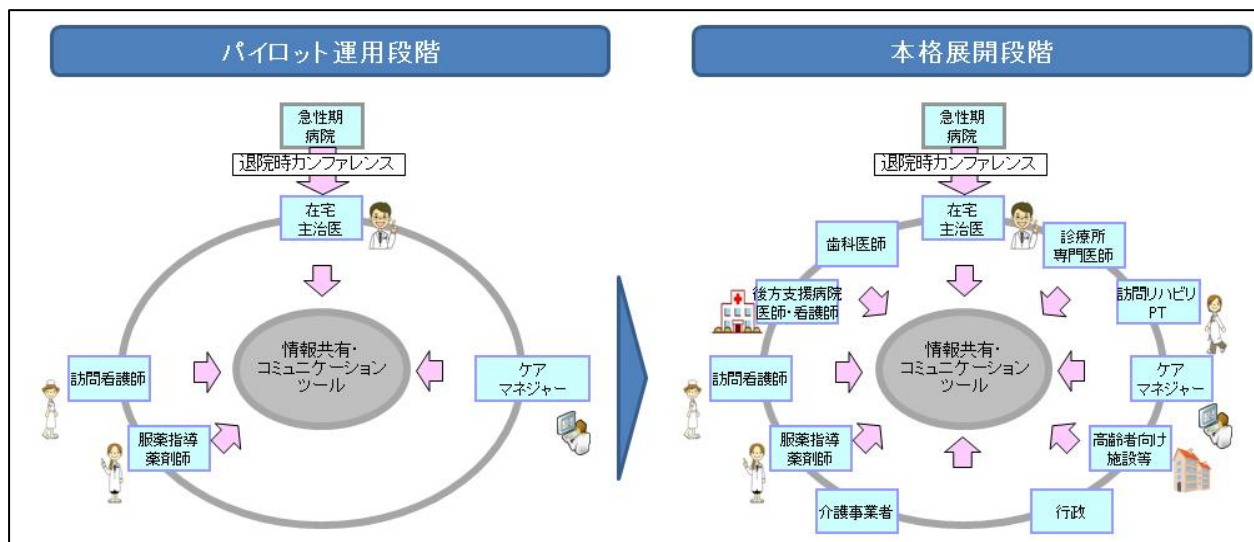 パイロット運用段階
急性期
病院
退院時カンファレンス
在宅
主治医
情報共有・
コミュニケーション
ツール
訪問看護師
ケア
マネジャー
服薬指導
薬剤師
本格展開段階
急性期
病院
退院時カンファレンス
在宅
主治医
歯科医師
診療所
専門医師
後方支援病院
医師・看護師
訪問リハビリ
PT
情報共有・
コミュニケーション
ツール
訪問看護師
ケア
マネジャー
服薬指導
薬剤師
高齢者向け
施設等
介護事業者
行政